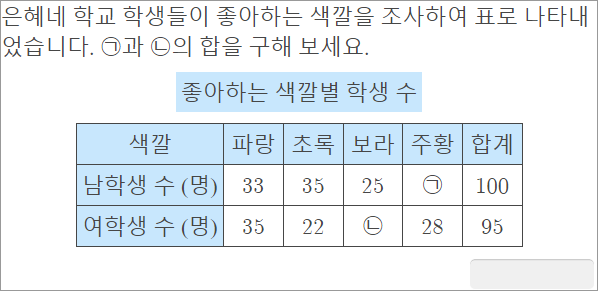 은혜네 학교 학생들이 좋아하는 색깔을 조사하여 표로 나타내
었습니다. ㉠과 ㉡의 합을 구해 보세요.
좋아하는 색깔별 학생 수
색깔 파랑 초록 보라 주황 합계
남학생 수 (명) 33 35 25 ㉠ 100
여학생 수 (명) 35 22 ㉡ 28 95